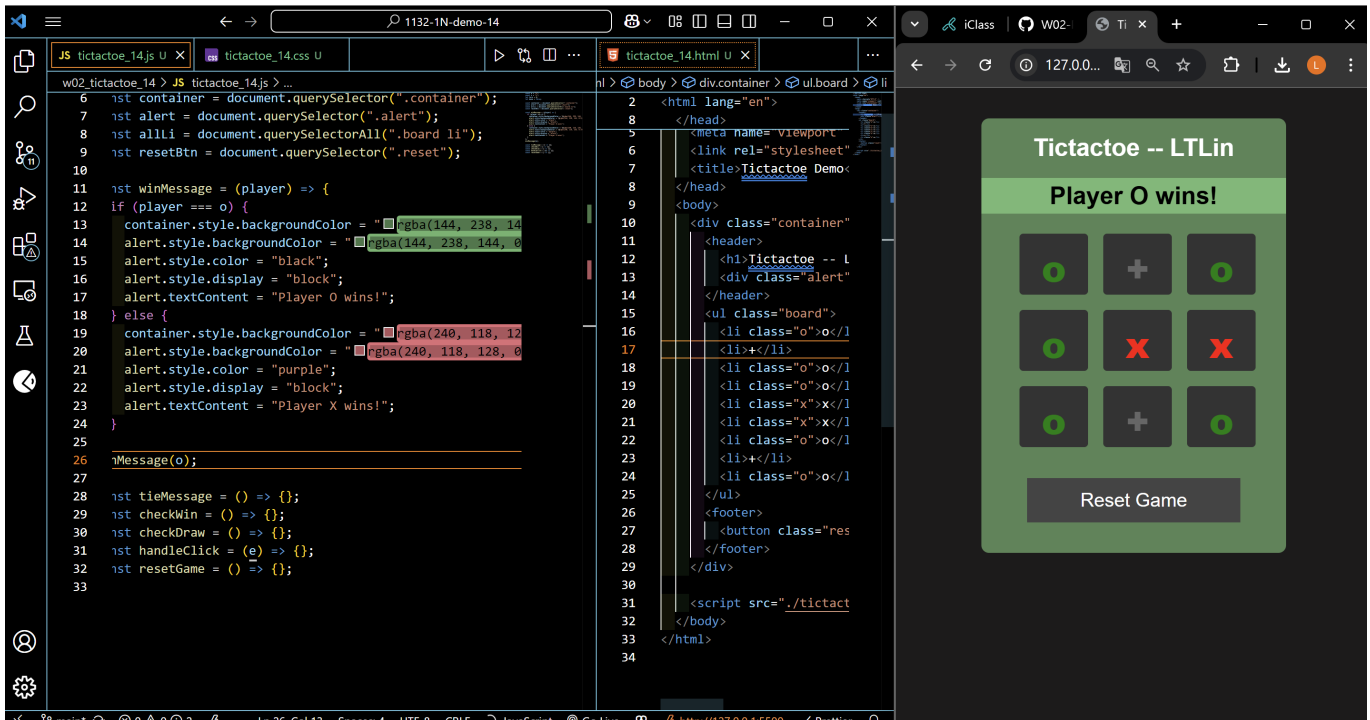 1132-1N-demo-14
JS tictactoe_14.js U
css tictactoe_14.css U
w02_tictactoe_14 > JS tictactoe_14.js > ...
6 nst container = document.querySelector(".container");
7 nst alert = document.querySelector(".alert");
8 nst allLi = document.querySelectorAll(".board li");
9 nst resetBtn = document.querySelector(".reset");
10
11 nst winMessage = (player) => {
12 if (player === o) {
13 container.style.backgroundColor = "rgba(144, 238, 14
14 alert.style.backgroundColor = "rgba(144, 238, 144, 0
15 alert.style.color = "black";
16 alert.style.display = "block";
17 alert.textContent = "Player O wins!";
18 } else {
19 container.style.backgroundColor = "rgba(240, 118, 12
20 alert.style.backgroundColor = "rgba(240, 118, 128, 0
21 alert.style.color = "purple";
22 alert.style.display = "block";
23 alert.textContent = "Player X wins!";
24 }
25
26 nMessage(o);
27
28 nst tieMessage = () => {};
29 nst checkWin = () => {};
30 nst checkDraw = () => {};
31 nst handleClick = (e) => {};
32 nst resetGame = () => {};
33
11
tictactoe_14.html U
ml > body > div.container > ul.board > li
2 <html lang="en">
8 </head>
5 <meta name="viewport"
6 <link rel="stylesheet"
7 <title>Tictactoe Demo<
8 </head>
9 <body>
10 <div class="container"
11 <header>
12 <h1>Tictactoe -- L
13 <div class="alert"
14 </header>
15 <ul class="board">
16 <li class="o">o</l
17 <li>+</li>
18 <li class="o">o</l
19 <li class="o">o</l
20 <li class="x">x</l
21 <li class="x">x</l
22 <li class="o">o</l
23 <li>+</li>
24 <li class="o">o</l
25 </ul>
26 <footer>
27 <button class="res
28 </footer>
29 </div>
30
31 <script src="./tictact
32 </body>
33 </html>
34
iClass
W02-
Ti
127.0.0...
L
Tictactoe -- LTLin
Player O wins!
o + o
o x x
o + o
Reset Game